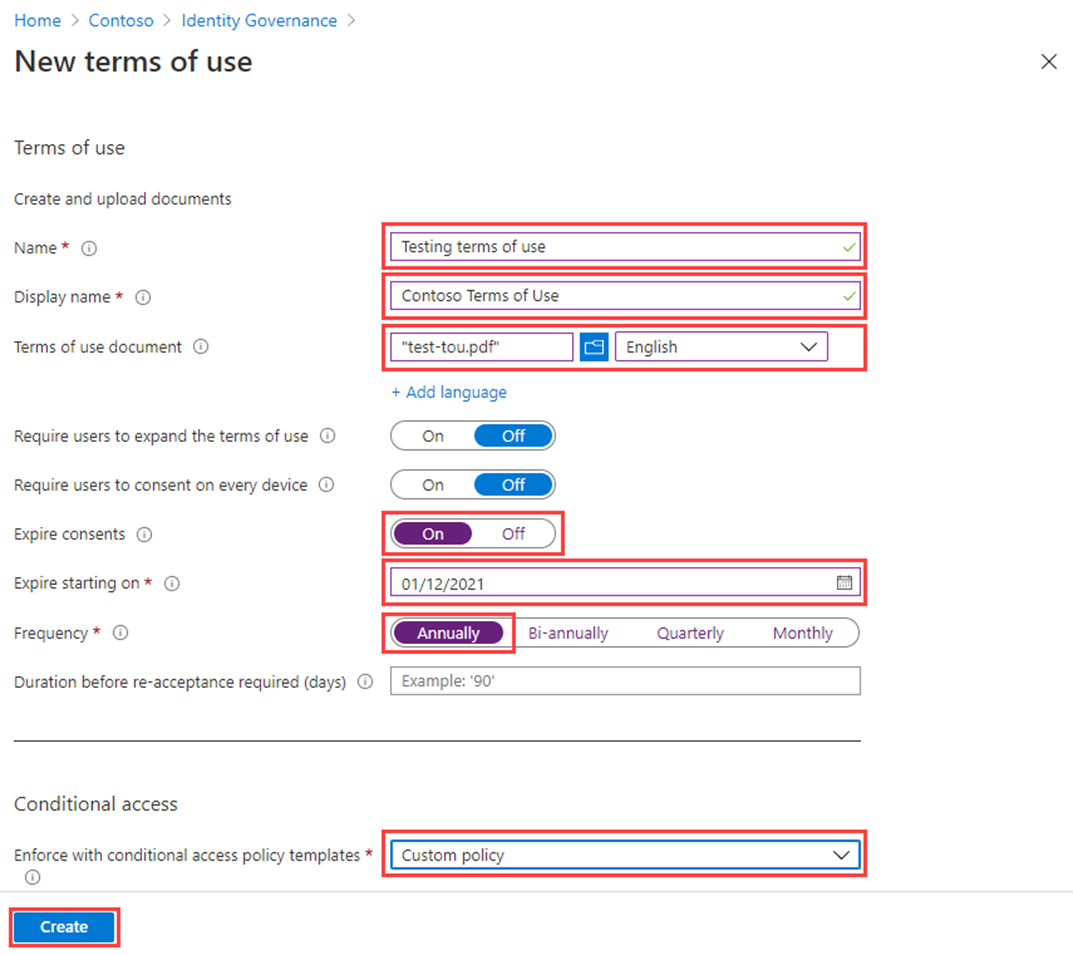 Home > Contoso > Identity Governance >
New terms of use
Terms of use
Create and upload documents
Name * Testing terms of use
Display name * Contoso Terms of Use
Terms of use document "test-tou.pdf" English
+ Add language
Require users to expand the terms of use On Off
Require users to consent on every device On Off
Expire consents On Off
Expire starting on * 01/12/2021
Frequency * Annually Bi-annually Quarterly Monthly
Duration before re-acceptance required (days) Example: '90'
Conditional access
Enforce with conditional access policy templates * Custom policy
Create